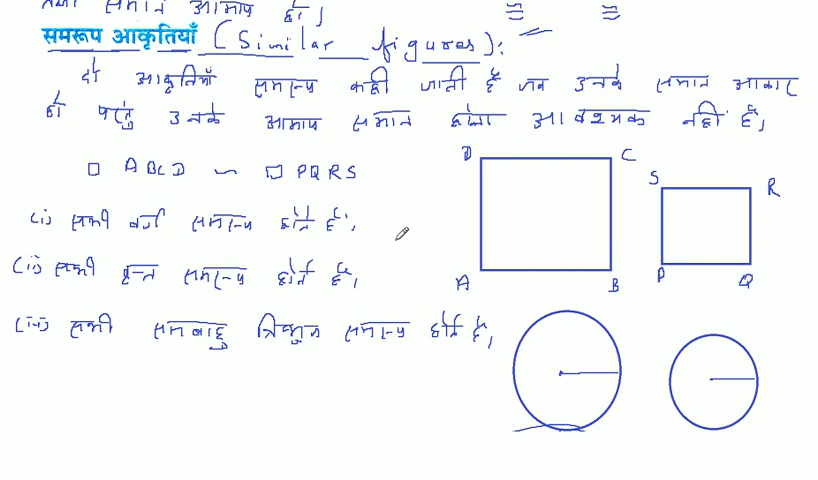 तथा समान आमाप हो। ≅ ≅
समरूप आकृतियाँ (Similar figures):
दो आकृतियाँ समरूप कही जाती हैं जब उनके समान आकार
हों परंतु उनके आमाप समान होना आवश्यक नहीं है।
□ ABCD ~ □ PQRS
(i) सभी वर्ग समरूप होते हैं।
(ii) सभी वृत्त समरूप होते हैं।
(iii) सभी समबाहु त्रिभुज समरूप होते हैं।
D C
A B
S R
P Q